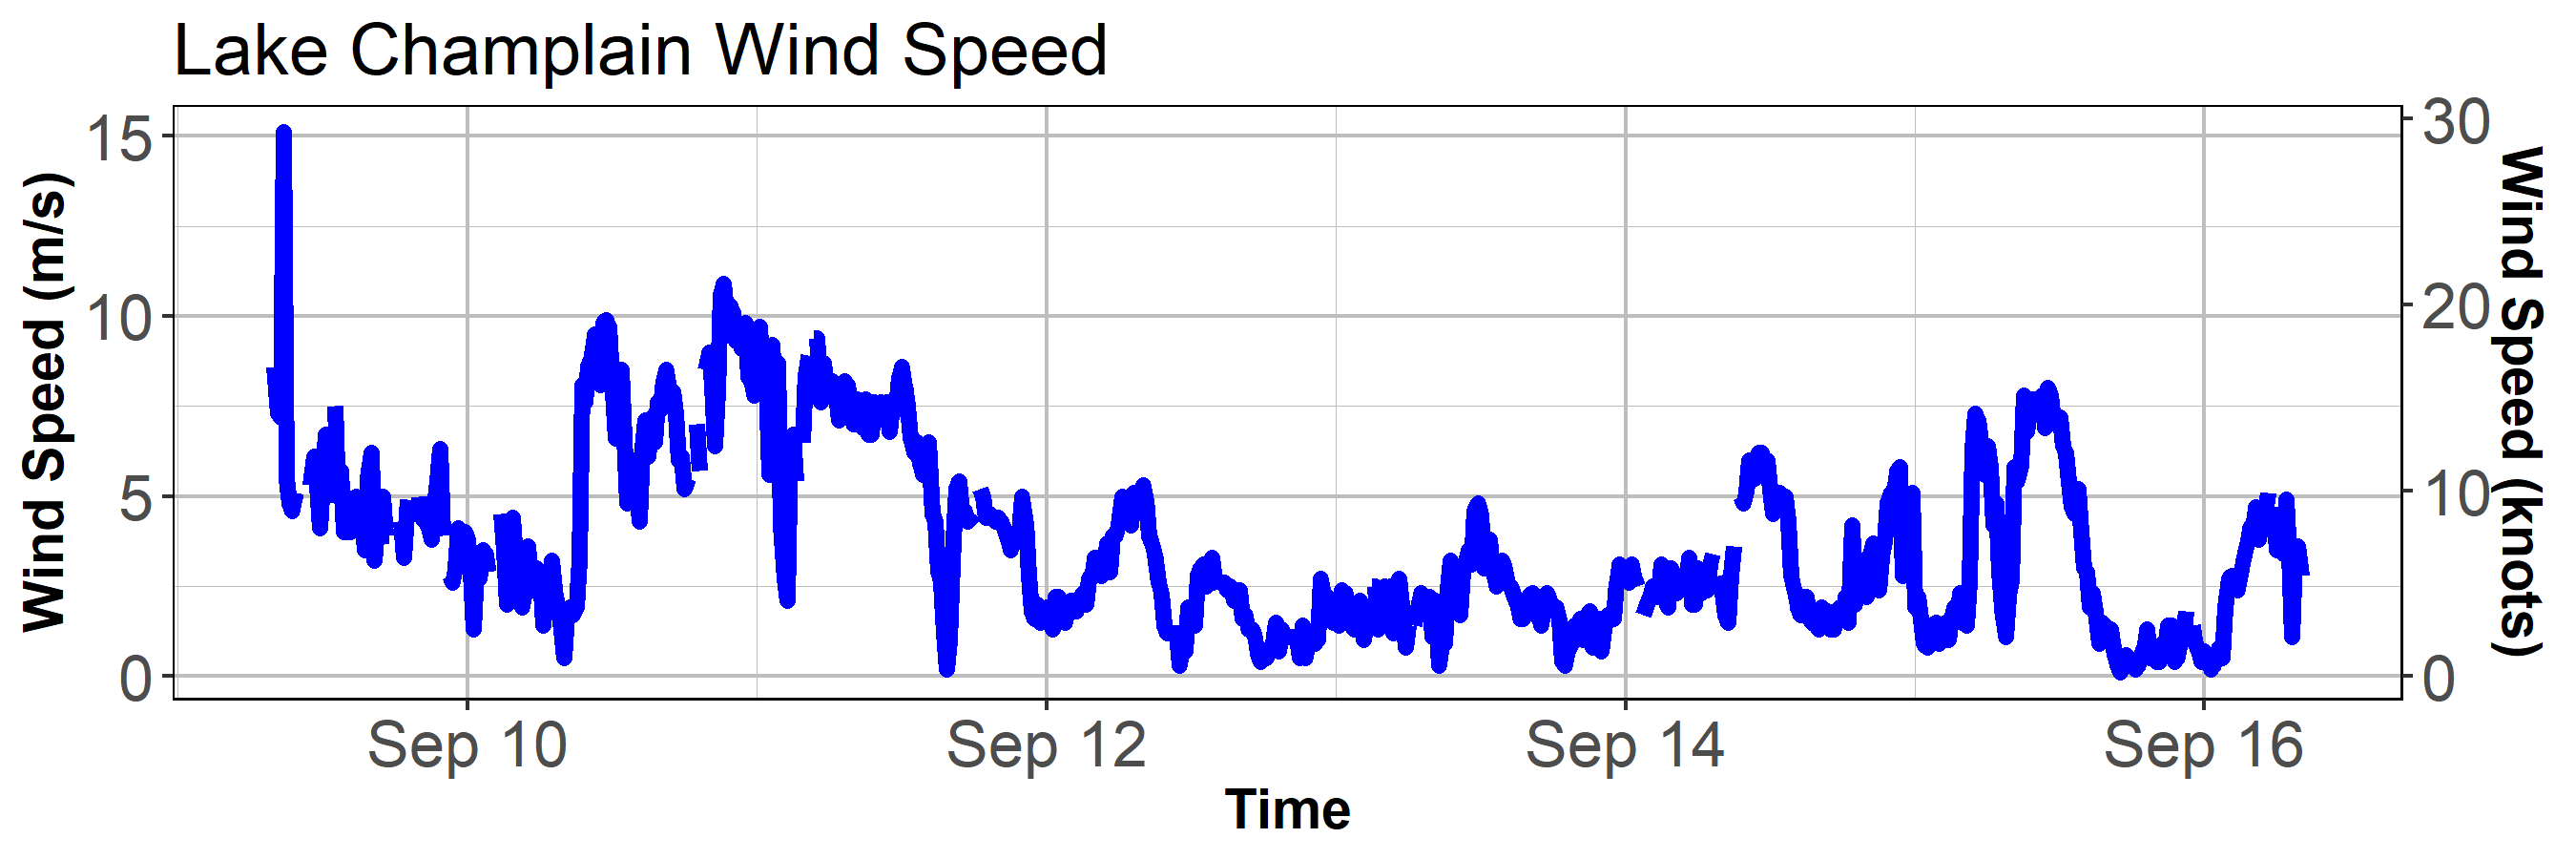 Lake Champlain Wind Speed
Wind Speed (m/s)
15
10
5
0
30
20
10
0
Wind Speed (knots)
Sep 10
Sep 12
Sep 14
Sep 16
Time